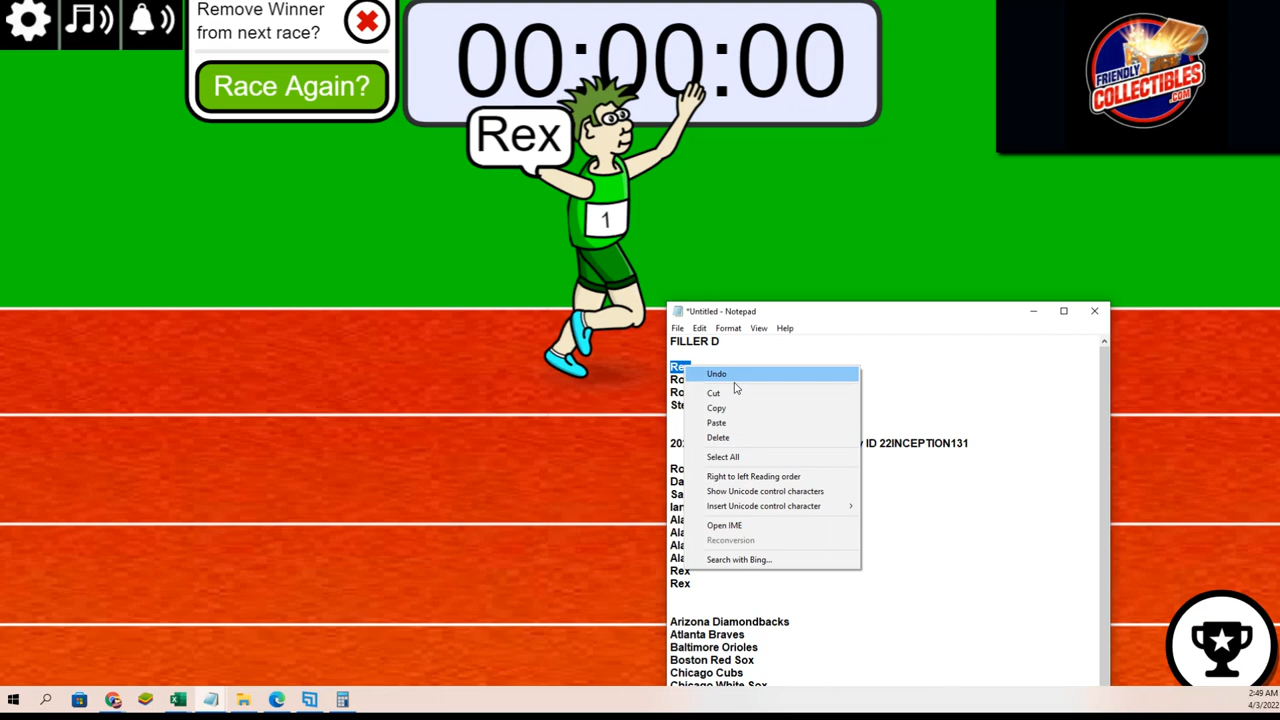 Remove Winner
from next race?
Race Again?
00:00:00
FRIENDLY
COLLECTIBLES
.COM
Rex
1
*Untitled - Notepad
File Edit Format View Help
FILLER D
Undo
Cut
Copy
Paste
Delete
Select All
Right to left Reading order
Show Unicode control characters
Insert Unicode control character
Open IME
Reconversion
Search with Bing...
ID 22INCEPTION131
Rex
Rex
Arizona Diamondbacks
Atlanta Braves
Baltimore Orioles
Boston Red Sox
Chicago Cubs
Chicago White Sox
2:49 AM
4/3/2022